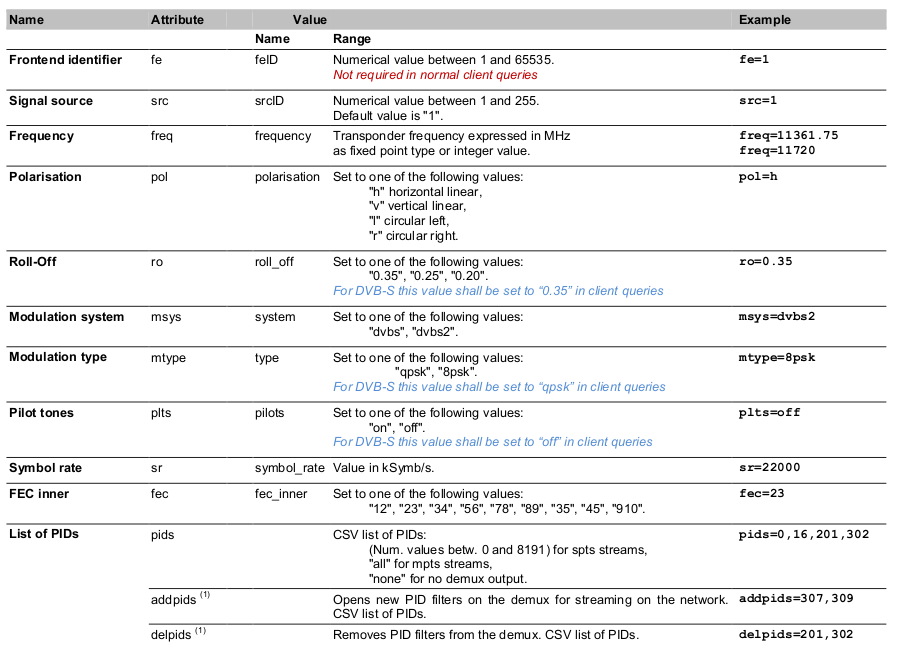 Name Attribute Value Example
Name Range
Frontend identifier fe feID Numerical value between 1 and 65535. fe=1
Not required in normal client queries
Signal source src srcID Numerical value between 1 and 255. src=1
Default value is "1".
Frequency freq frequency Transponder frequency expressed in MHz freq=11361.75
as fixed point type or integer value. freq=11720
Polarisation pol polarisation Set to one of the following values: pol=h
"h" horizontal linear,
"v" vertical linear,
"l" circular left,
"r" circular right.
Roll-Off ro roll_off Set to one of the following values: ro=0.35
"0.35", "0.25", "0.20".
For DVB-S this value shall be set to “0.35” in client queries
Modulation system msys system Set to one of the following values: msys=dvbs2
"dvbs", "dvbs2".
Modulation type mtype type Set to one of the following values: mtype=8psk
"qpsk", "8psk".
For DVB-S this value shall be set to “qpsk” in client queries
Pilot tones plts pilots Set to one of the following values: plts=off
"on", "off".
For DVB-S this value shall be set to “off” in client queries
Symbol rate sr symbol_rate Value in kSymb/s. sr=22000
FEC inner fec fec_inner Set to one of the following values: fec=23
"12", "23", "34", "56", "78", "89", "35", "45", "910".
List of PIDs pids CSV list of PIDs: pids=0,16,201,302
(Num. values betw. 0 and 8191) for spts streams,
"all" for mpts streams,
"none" for no demux output.
addpids (1) Opens new PID filters on the demux for streaming on the network. addpids=307,309
CSV list of PIDs.
delpids (1) Removes PID filters from the demux. CSV list of PIDs. delpids=201,302